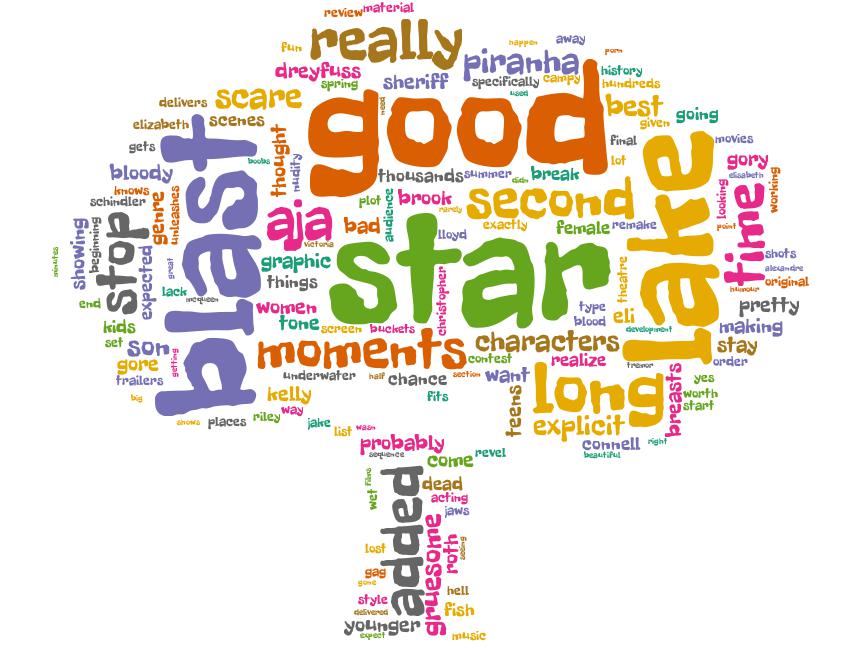 review material
really
fun
happen
away
porn
dreyfuss
spring
sheriff
piranha
specifically
campy
history
hundreds
used
delivers
scare
need
good
best
given
going
elizabeth
scenes
gets
boobs
thought
nudity
final
lot
movies
bloody
knows
schindler
genre
unleashes
blast
thousands
summer
didn
break
gory
elisabeth
looking
working
plot
audience
brook
rarely
second
exactly
female
remake
lake
point
time
showing
beginning
stop
expected
great
aja
victoria
bad
lloyd
star
christopher
graphic
things
lack
mcqueen
theatre
shots
alexandre
original
humour
minutes
end
kids
set
son
getting
women
tone
screen
buckets
type
blood
eli
development
pretty
making
moments
characters
contest
realize
tremor
stay
order
gore
trailers
big
underwater
half
chance
section
want
fits
kelly
way
teens
long
explicit
breasts
yes
worth
start
shows
places
riley
jake
list
wasn
connell
right
beautiful
probably
sequence
come
revel
wet
films
added
dead
acting
jaws
gruesome
roth
seeing
lost
gag
gone
style
delivered
younger
expect
hell
fish
music